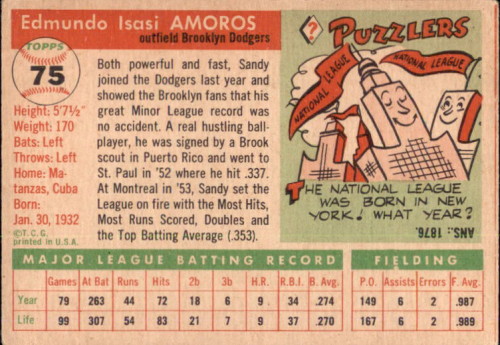 Edmundo Isasi AMOROS
outfield Brooklyn Dodgers
TOPPS
75
Height: 5'7½"
Weight: 170
Bats: Left
Throws: Left
Home: Ma-
tanzas, Cuba
Born:
Jan. 30, 1932
©T. C. G.
printed in U.S.A.
Both powerful and fast, Sandy
joined the Dodgers last year and
showed the Brooklyn fans that his
great Minor League record was
no accident. A real hustling ball-
player, he was signed by a Brook
scout in Puerto Rico and went to
St. Paul in '52 where he hit .337.
At Montreal in '53, Sandy set the
League on fire with the Most Hits,
Most Runs Scored, Doubles and
the Top Batting Average (.353).
? PUZZLERS
NATIONAL LEAGUE
NATIONAL LEAGUE
THE NATIONAL LEAGUE
WAS BORN IN NEW
YORK! WHAT YEAR?
ANS.: 1876.
MAJOR LEAGUE BATTING RECORD FIELDING
Games At Bat Runs Hits 2b 3b H.R. R.B.I. B. Avg. P.O. Assists Errors F. Avg.
Year 79 263 44 72 18 6 9 34 .274 149 6 2 .987
Life 99 307 54 83 21 6 9 37 .270 167 6 2 .989